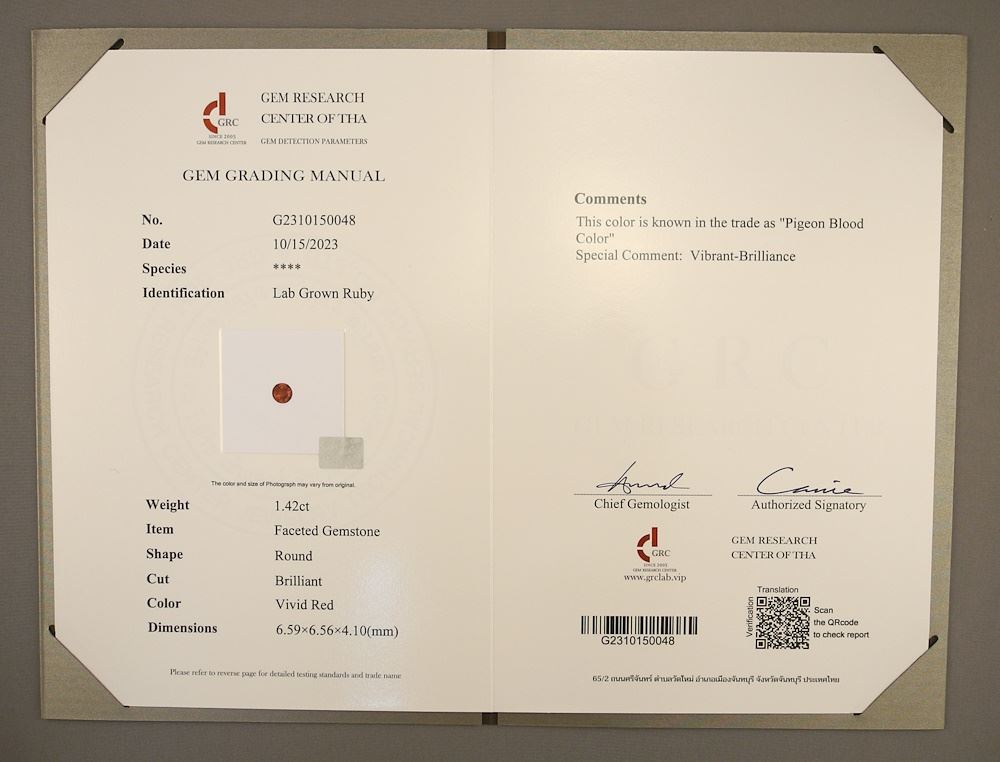 GEM RESEARCH
CENTER OF THA
GRC
SINCE 2005
GEM RESEARCH CENTER
GEM DETECTION PARAMETERS
GEM GRADING MANUAL
No. G2310150048
Date 10/15/2023
Species ****
Identification Lab Grown Ruby
The color and size of Photograph may vary from original.
Weight 1.42ct
Item Faceted Gemstone
Shape Round
Cut Brilliant
Color Vivid Red
Dimensions 6.59×6.56×4.10(mm)
Please refer to reverse page for detailed testing standards and trade name
Comments
This color is known in the trade as "Pigeon Blood
Color"
Special Comment: Vibrant-Brilliance
GRC
GEM RESEARCH CENTER
Chief Gemologist
Authorized Signatory
GRC
SINCE 2005
GEM RESEARCH CENTER
www.grclab.vip
GEM RESEARCH
CENTER OF THA
G2310150048
Translation
Verification
Scan
the QRcode
to check report
65/2 ถนนศรีจันทร์ ตำบลวัดใหม่ อำเภอเมืองจันทบุรี จังหวัดจันทบุรี ประเทศไทย